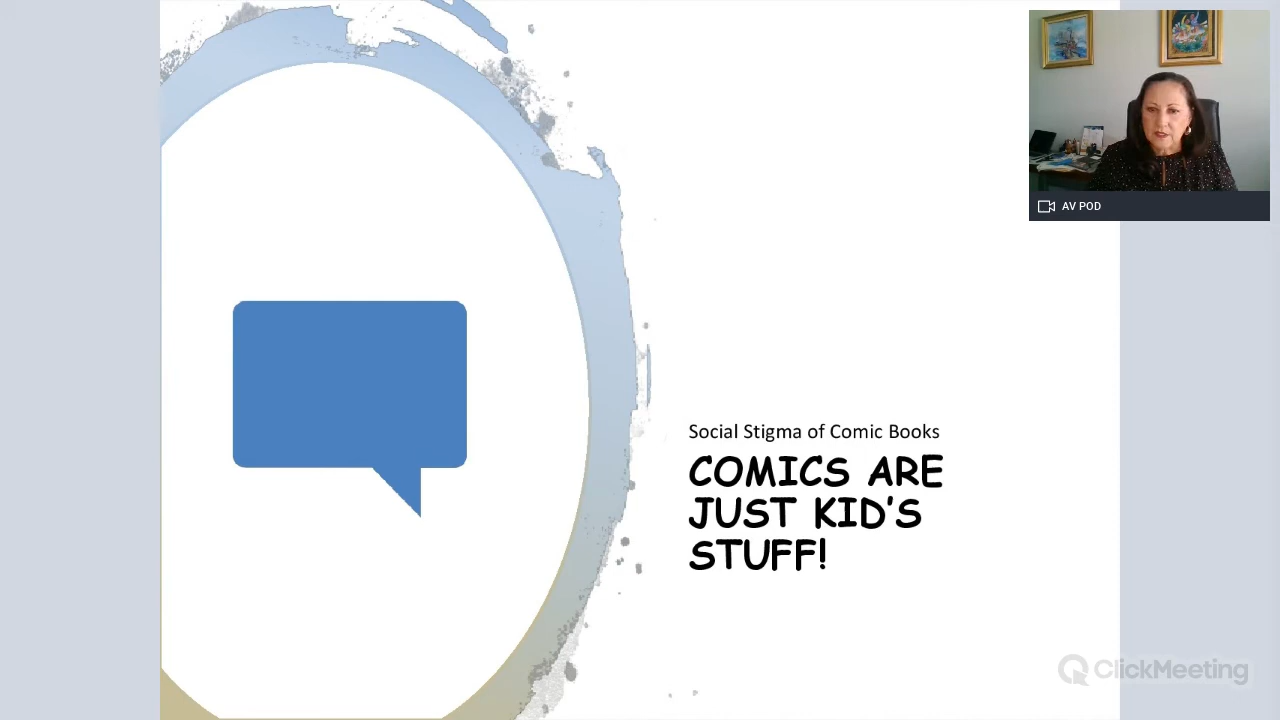 AV POD
Social Stigma of Comic Books
COMICS ARE
JUST KID'S
STUFF!
ClickMeeting